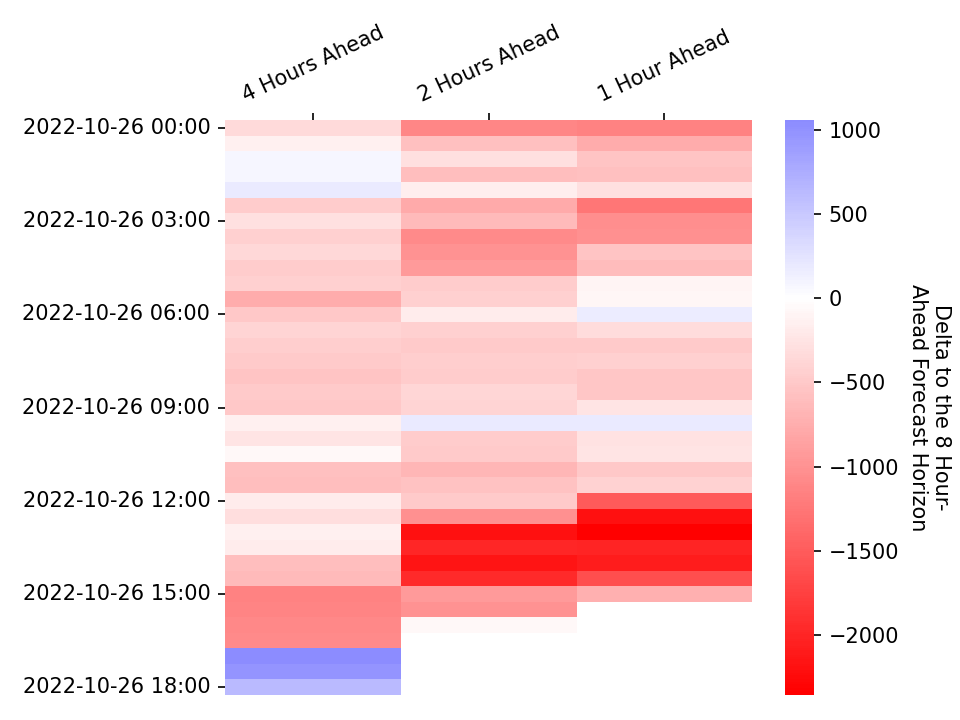 4 Hours Ahead
2 Hours Ahead
1 Hour Ahead
2022-10-26 00:00
2022-10-26 03:00
2022-10-26 06:00
2022-10-26 09:00
2022-10-26 12:00
2022-10-26 15:00
2022-10-26 18:00
1000
500
0
−500
−1000
−1500
−2000
Delta to the 8 Hour-
Ahead Forecast Horizon